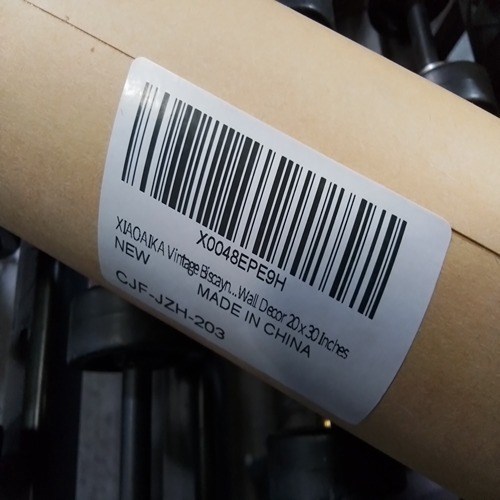 X0048EPE9H
XIAOAIKA Vintage Biscayn...Wall Decor 20 x 30 Inches
NEW
MADE IN CHINA
CJF-JZH-203